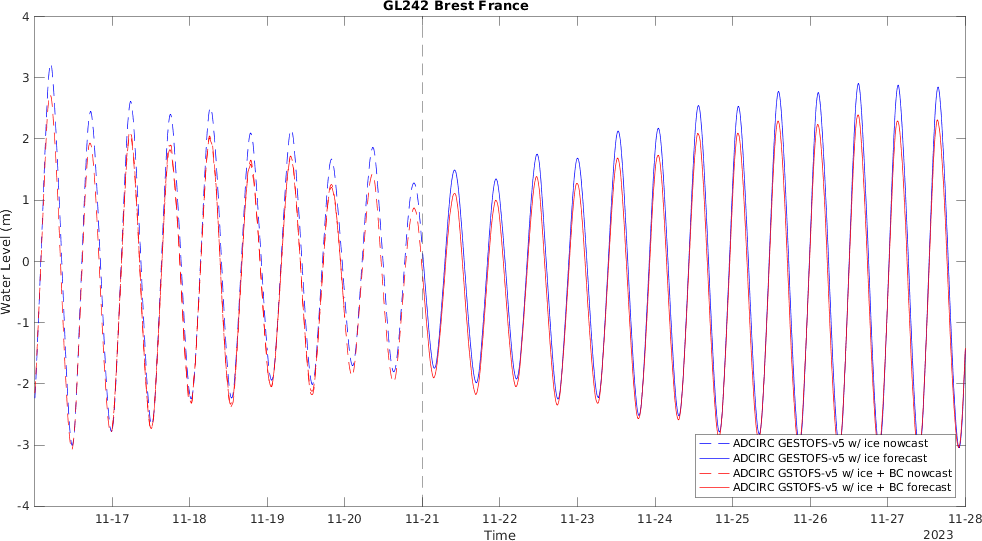 GL242 Brest France
4
3
2
1
0
-1
-2
-3
-4
Water Level (m)
ADCIRC GESTOFS-v5 w/ ice nowcast
ADCIRC GESTOFS-v5 w/ ice forecast
ADCIRC GSTOFS-v5 w/ ice + BC nowcast
ADCIRC GSTOFS-v5 w/ ice + BC forecast
11-17 11-18 11-19 11-20 11-21 11-22 11-23 11-24 11-25 11-26 11-27 11-28
Time
2023